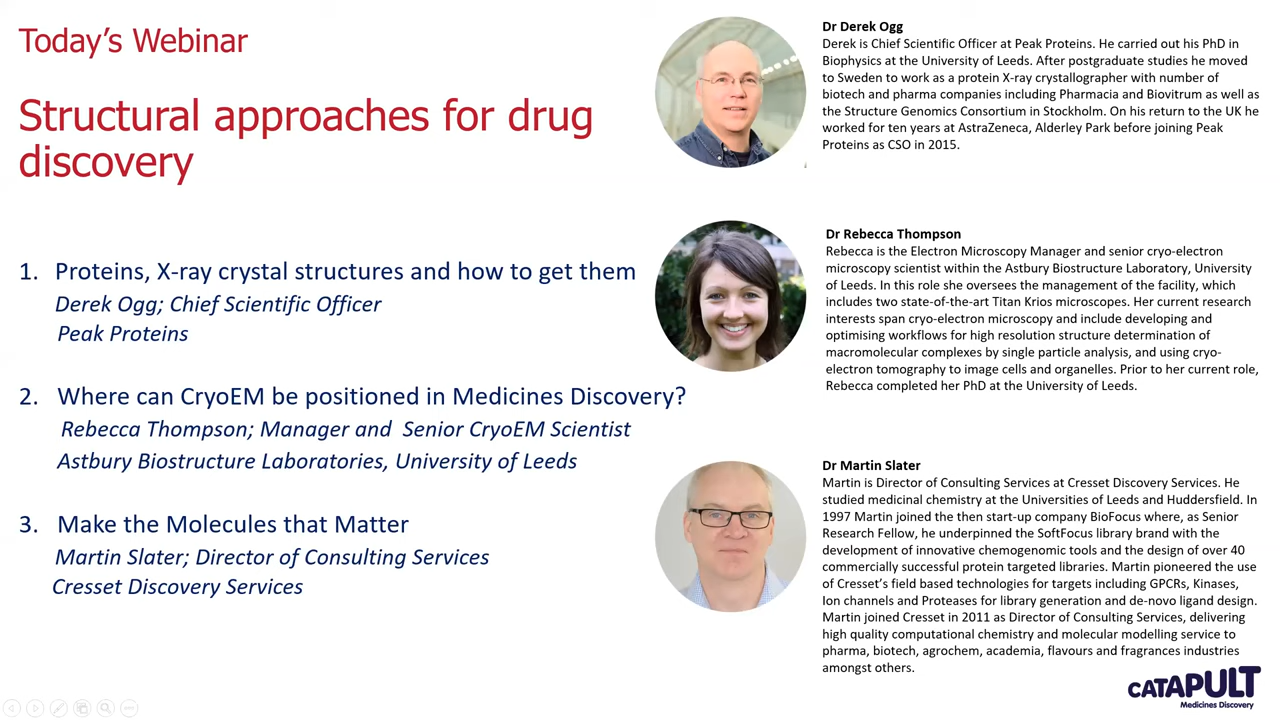 Today's Webinar
Structural approaches for drug
discovery
1. Proteins, X-ray crystal structures and how to get them
Derek Ogg; Chief Scientific Officer
Peak Proteins
2. Where can CryoEM be positioned in Medicines Discovery?
Rebecca Thompson; Manager and Senior CryoEM Scientist
Astbury Biostructure Laboratories, University of Leeds
3. Make the Molecules that Matter
Martin Slater; Director of Consulting Services
Cresset Discovery Services
Dr Derek Ogg
Derek is Chief Scientific Officer at Peak Proteins. He carried out his PhD in
Biophysics at the University of Leeds. After postgraduate studies he moved
to Sweden to work as a protein X-ray crystallographer with number of
biotech and pharma companies including Pharmacia and Biovitrum as well as
the Structure Genomics Consortium in Stockholm. On his return to the UK he
worked for ten years at AstraZeneca, Alderley Park before joining Peak
Proteins as CSO in 2015.
Dr Rebecca Thompson
Rebecca is the Electron Microscopy Manager and senior cryo-electron
microscopy scientist within the Astbury Biostructure Laboratory, University
of Leeds. In this role she oversees the management of the facility, which
includes two state-of-the-art Titan Krios microscopes. Her current research
interests span cryo-electron microscopy and include developing and
optimising workflows for high resolution structure determination of
macromolecular complexes by single particle analysis, and using cryo-
electron tomography to image cells and organelles. Prior to her current role,
Rebecca completed her PhD at the University of Leeds.
Dr Martin Slater
Martin is Director of Consulting Services at Cresset Discovery Services. He
studied medicinal chemistry at the Universities of Leeds and Huddersfield. In
1997 Martin joined the then start-up company BioFocus where, as Senior
Research Fellow, he underpinned the SoftFocus library brand with the
development of innovative chemogenomic tools and the design of over 40
commercially successful protein targeted libraries. Martin pioneered the use
of Cresset's field based technologies for targets including GPCRs, Kinases,
Ion channels and Proteases for library generation and de-novo ligand design.
Martin joined Cresset in 2011 as Director of Consulting Services, delivering
high quality computational chemistry and molecular modelling service to
pharma, biotech, agrochem, academia, flavours and fragrances industries
amongst others.
CATAPULT
Medicines Discovery